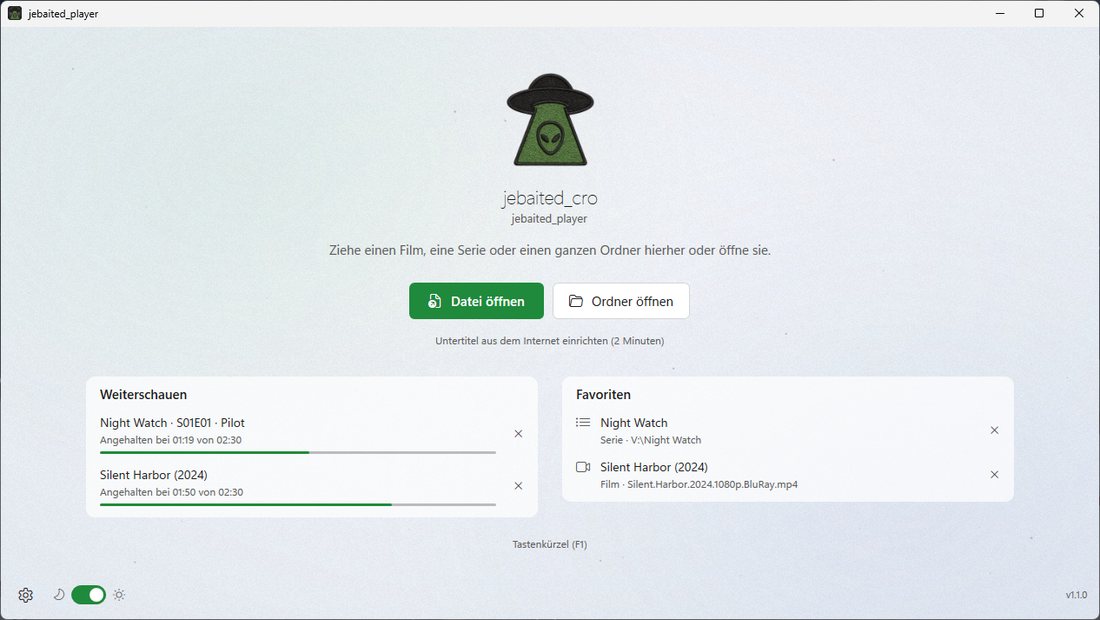 jebaited_player
jebaited_cro
jebaited_player
Ziehe einen Film, eine Serie oder einen ganzen Ordner hierher oder öffne sie.
Datei öffnen
Ordner öffnen
Untertitel aus dem Internet einrichten (2 Minuten)
Weiterschauen
Night Watch · S01E01 · Pilot
Angehalten bei 01:19 von 02:30
Silent Harbor (2024)
Angehalten bei 01:50 von 02:30
Favoriten
Night Watch
Serie · V:\Night Watch
Silent Harbor (2024)
Film · Silent.Harbor.2024.1080p.BluRay.mp4
Tastenkürzel (F1)
v1.1.0